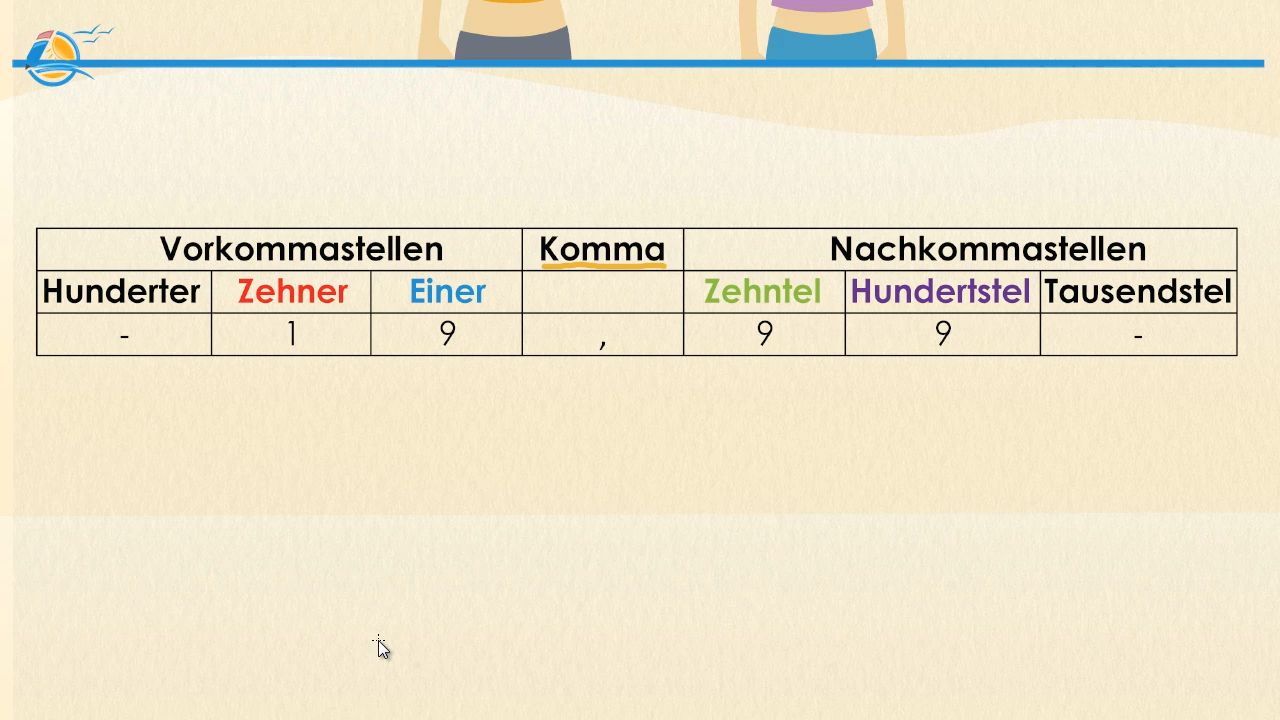 Vorkommastellen Komma Nachkommastellen
Hunderter Zehner Einer Zehntel Hundertstel Tausendstel
- 1 9 , 9 9 -